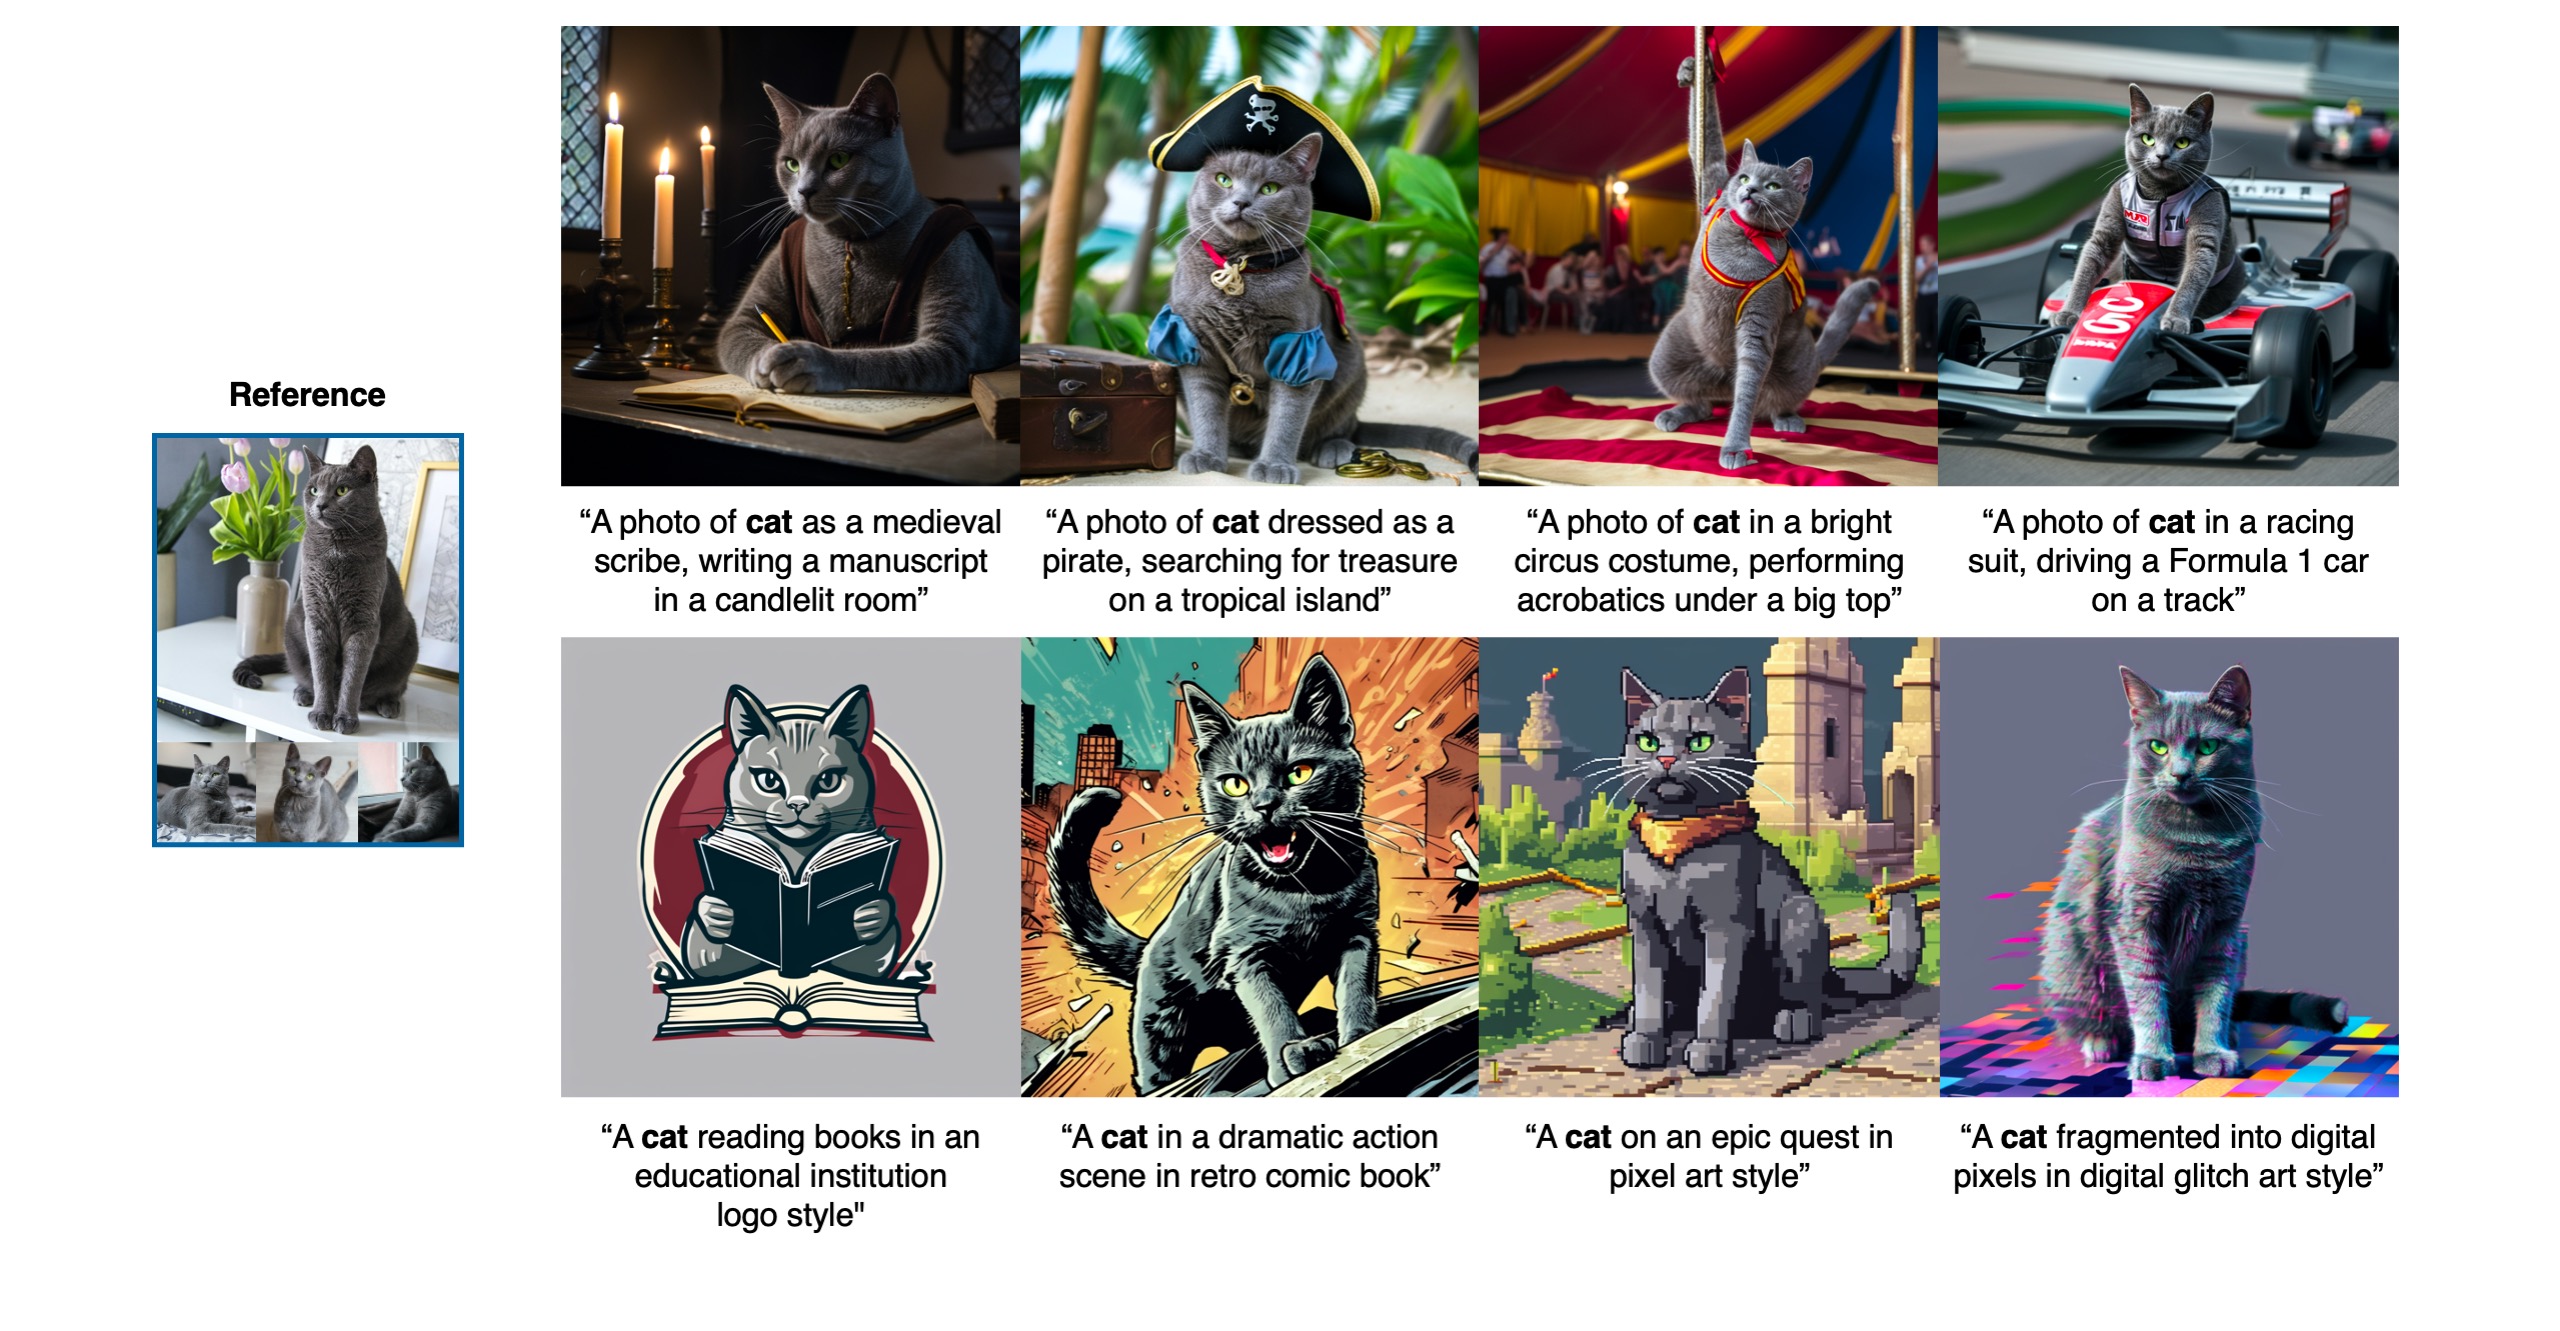 Reference
“A photo of cat as a medieval
scribe, writing a manuscript
in a candlelit room”
“A photo of cat dressed as a
pirate, searching for treasure
on a tropical island”
“A photo of cat in a bright
circus costume, performing
acrobatics under a big top”
“A photo of cat in a racing
suit, driving a Formula 1 car
on a track”
“A cat reading books in an
educational institution
logo style"
“A cat in a dramatic action
scene in retro comic book”
“A cat on an epic quest in
pixel art style”
“A cat fragmented into digital
pixels in digital glitch art style”